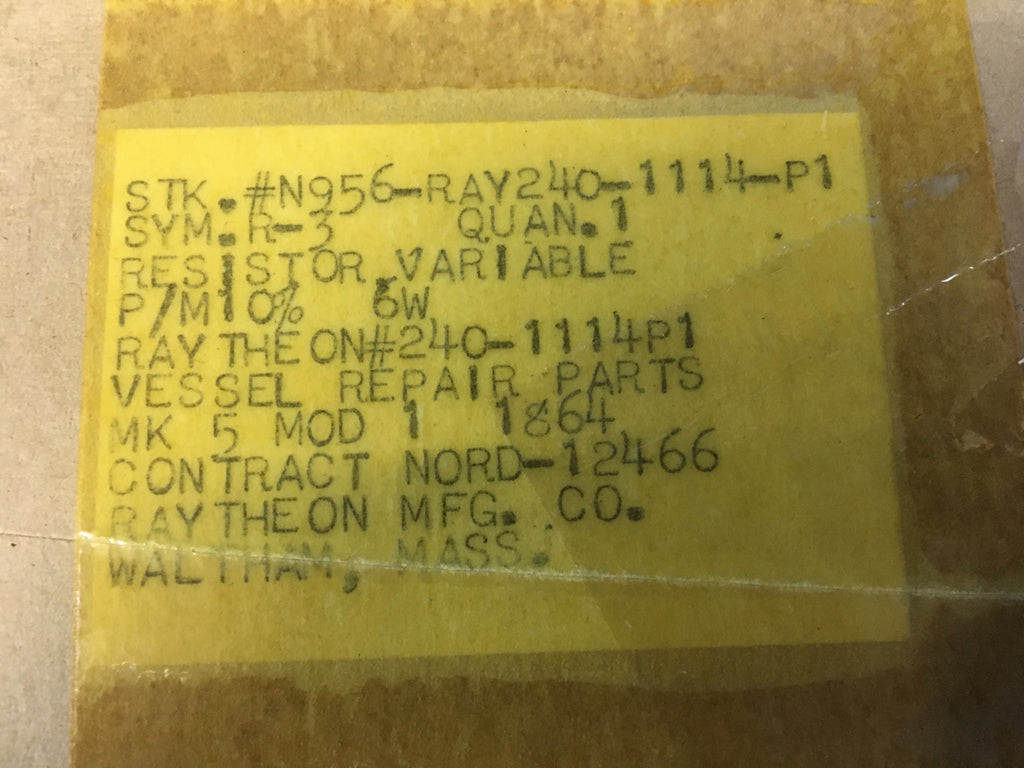 STK.#N956-RAY240-1114-P1
SYM.R-3 QUAN.1
RESISTOR,VARIABLE
P/M10% 6W
RAYTHEON#240-1114P1
VESSEL REPAIR PARTS
MK 5 MOD 1 1864
CONTRACT NORD-12466
RAYTHEON MFG. CO.
WALTHAM, MASS.